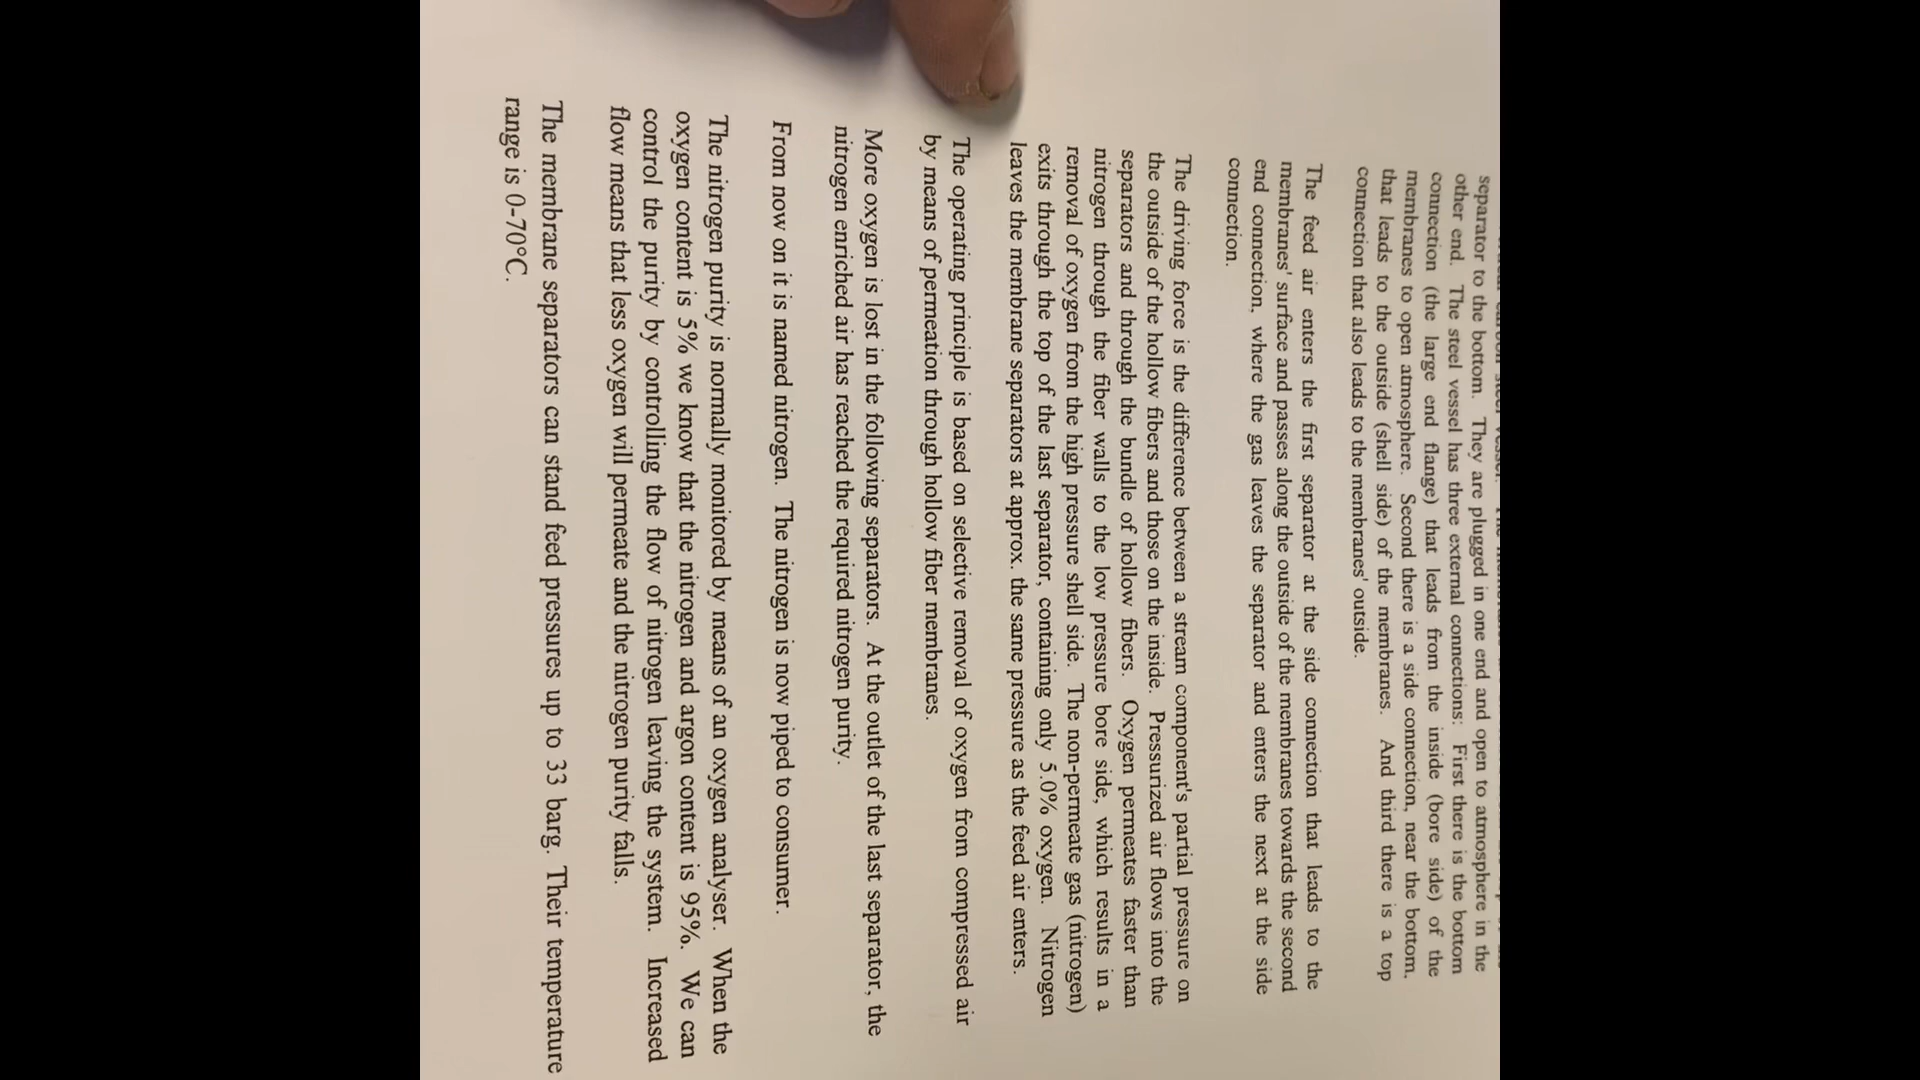 separator to the bottom. They are plugged in one end and open to atmosphere in the
other end. The steel vessel has three external connections: First there is the bottom
connection (the large end flange) that leads from the inside (bore side) of the
membranes to open atmosphere. Second there is a side connection, near the bottom,
that leads to the outside (shell side) of the membranes. And third there is a top
connection that also leads to the membranes' outside.
The feed air enters the first separator at the side connection that leads to the
membranes' surface and passes along the outside of the membranes towards the second
end connection, where the gas leaves the separator and enters the next at the side
connection.
The driving force is the difference between a stream component's partial pressure on
the outside of the hollow fibers and those on the inside. Pressurized air flows into the
separators and through the bundle of hollow fibers. Oxygen permeates faster than
nitrogen through the fiber walls to the low pressure bore side, which results in a
removal of oxygen from the high pressure shell side. The non-permeate gas (nitrogen)
exits through the top of the last separator, containing only 5.0% oxygen. Nitrogen
leaves the membrane separators at approx. the same pressure as the feed air enters.
The operating principle is based on selective removal of oxygen from compressed air
by means of permeation through hollow fiber membranes.
More oxygen is lost in the following separators. At the outlet of the last separator, the
nitrogen enriched air has reached the required nitrogen purity.
From now on it is named nitrogen. The nitrogen is now piped to consumer.
The nitrogen purity is normally monitored by means of an oxygen analyser. When the
oxygen content is 5% we know that the nitrogen and argon content is 95%. We can
control the purity by controlling the flow of nitrogen leaving the system. Increased
flow means that less oxygen will permeate and the nitrogen purity falls.
The membrane separators can stand feed pressures up to 33 barg. Their temperature
range is 0-70°C.